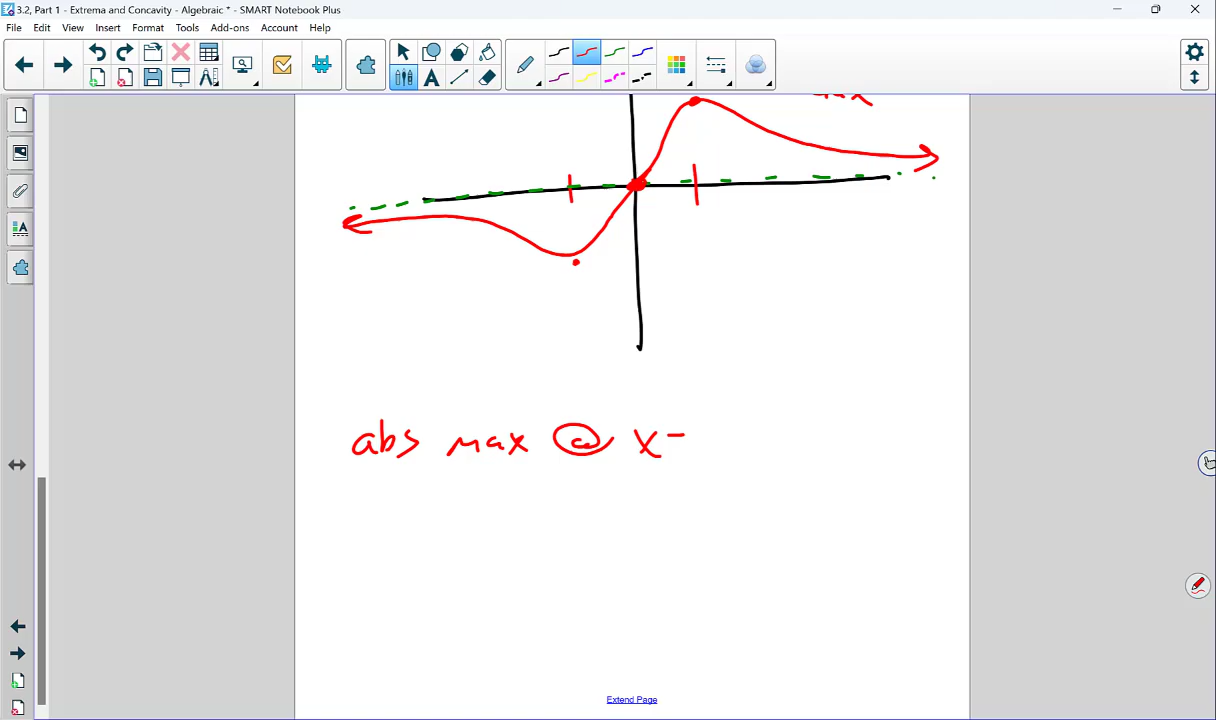 3.2, Part 1 - Extrema and Concavity - Algebraic * - SMART Notebook Plus
File Edit View Insert Format Tools Add-ons Account Help
abs max @ x =
Extend Page